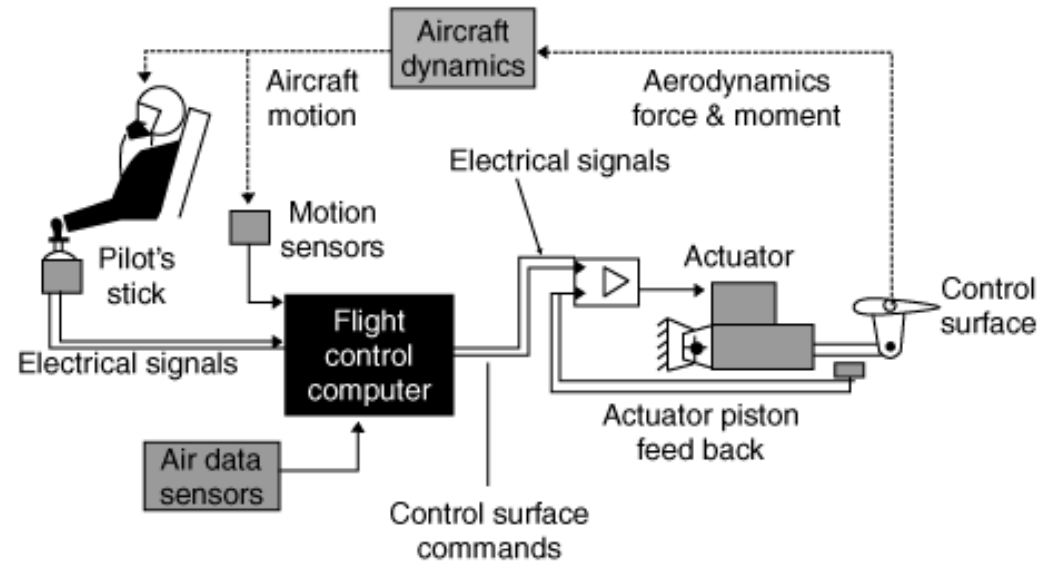 Aircraft
dynamics
Aircraft
motion
Aerodynamics
force & moment
Electrical signals
Motion
sensors
Pilot's
stick
Actuator
Control
surface
Flight
control
computer
Electrical signals
Actuator piston
feed back
Air data
sensors
Control surface
commands